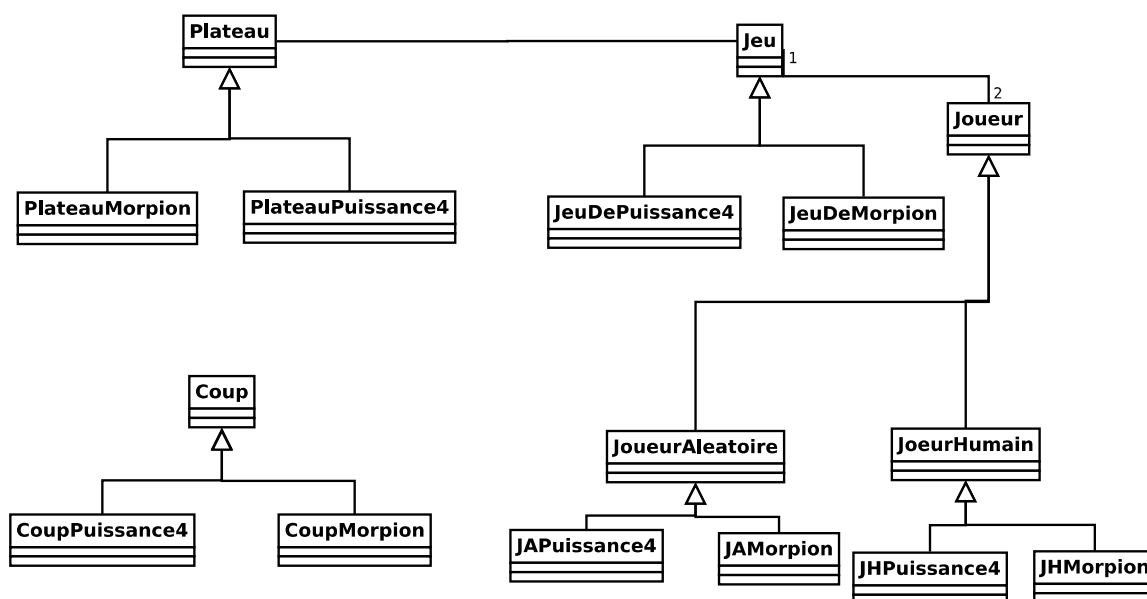 Plateau
Jeu
1
2
Joueur
PlateauMorpion
PlateauPuissance4
JeuDePuissance4
JeuDeMorpion
Coup
JoueurAleatoire
JoeurHumain
CoupPuissance4
CoupMorpion
JAPuissance4
JAMorpion
JHPuissance4
JHMorpion